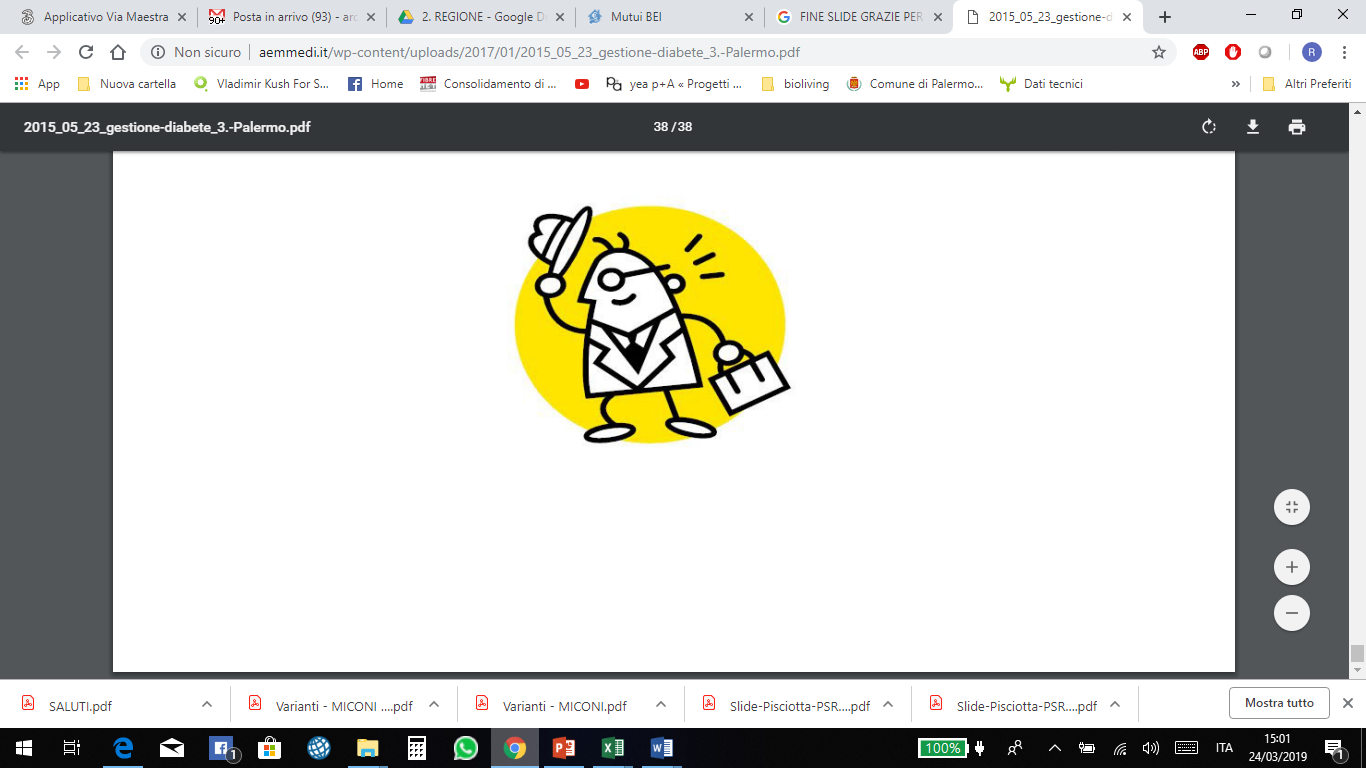 Applicativo Via Maestra
Posta in arrivo (93) - arc
2. REGIONE - Google D
Mutui BEI
FINE SLIDE GRAZIE PER
2015_05_23_gestione-d
Non sicuro
aemmedi.it/wp-content/uploads/2017/01/2015_05_23_gestione-diabete_3.-Palermo.pdf
ABP
R
App
Nuova cartella
Vladimir Kush For S...
Home
Consolidamento di ...
yea p+A « Progetti ...
bioliving
Comune di Palermo...
Dati tecnici
»
Altri Preferiti
2015_05_23_gestione-diabete_3.-Palermo.pdf
38 / 38
SALUTI.pdf
Varianti - MICONI ....pdf
Varianti - MICONI.pdf
Slide-Pisciotta-PSR....pdf
Slide-Pisciotta-PSR....pdf
Mostra tutto
1
100%
ITA
15:01
24/03/2019
1